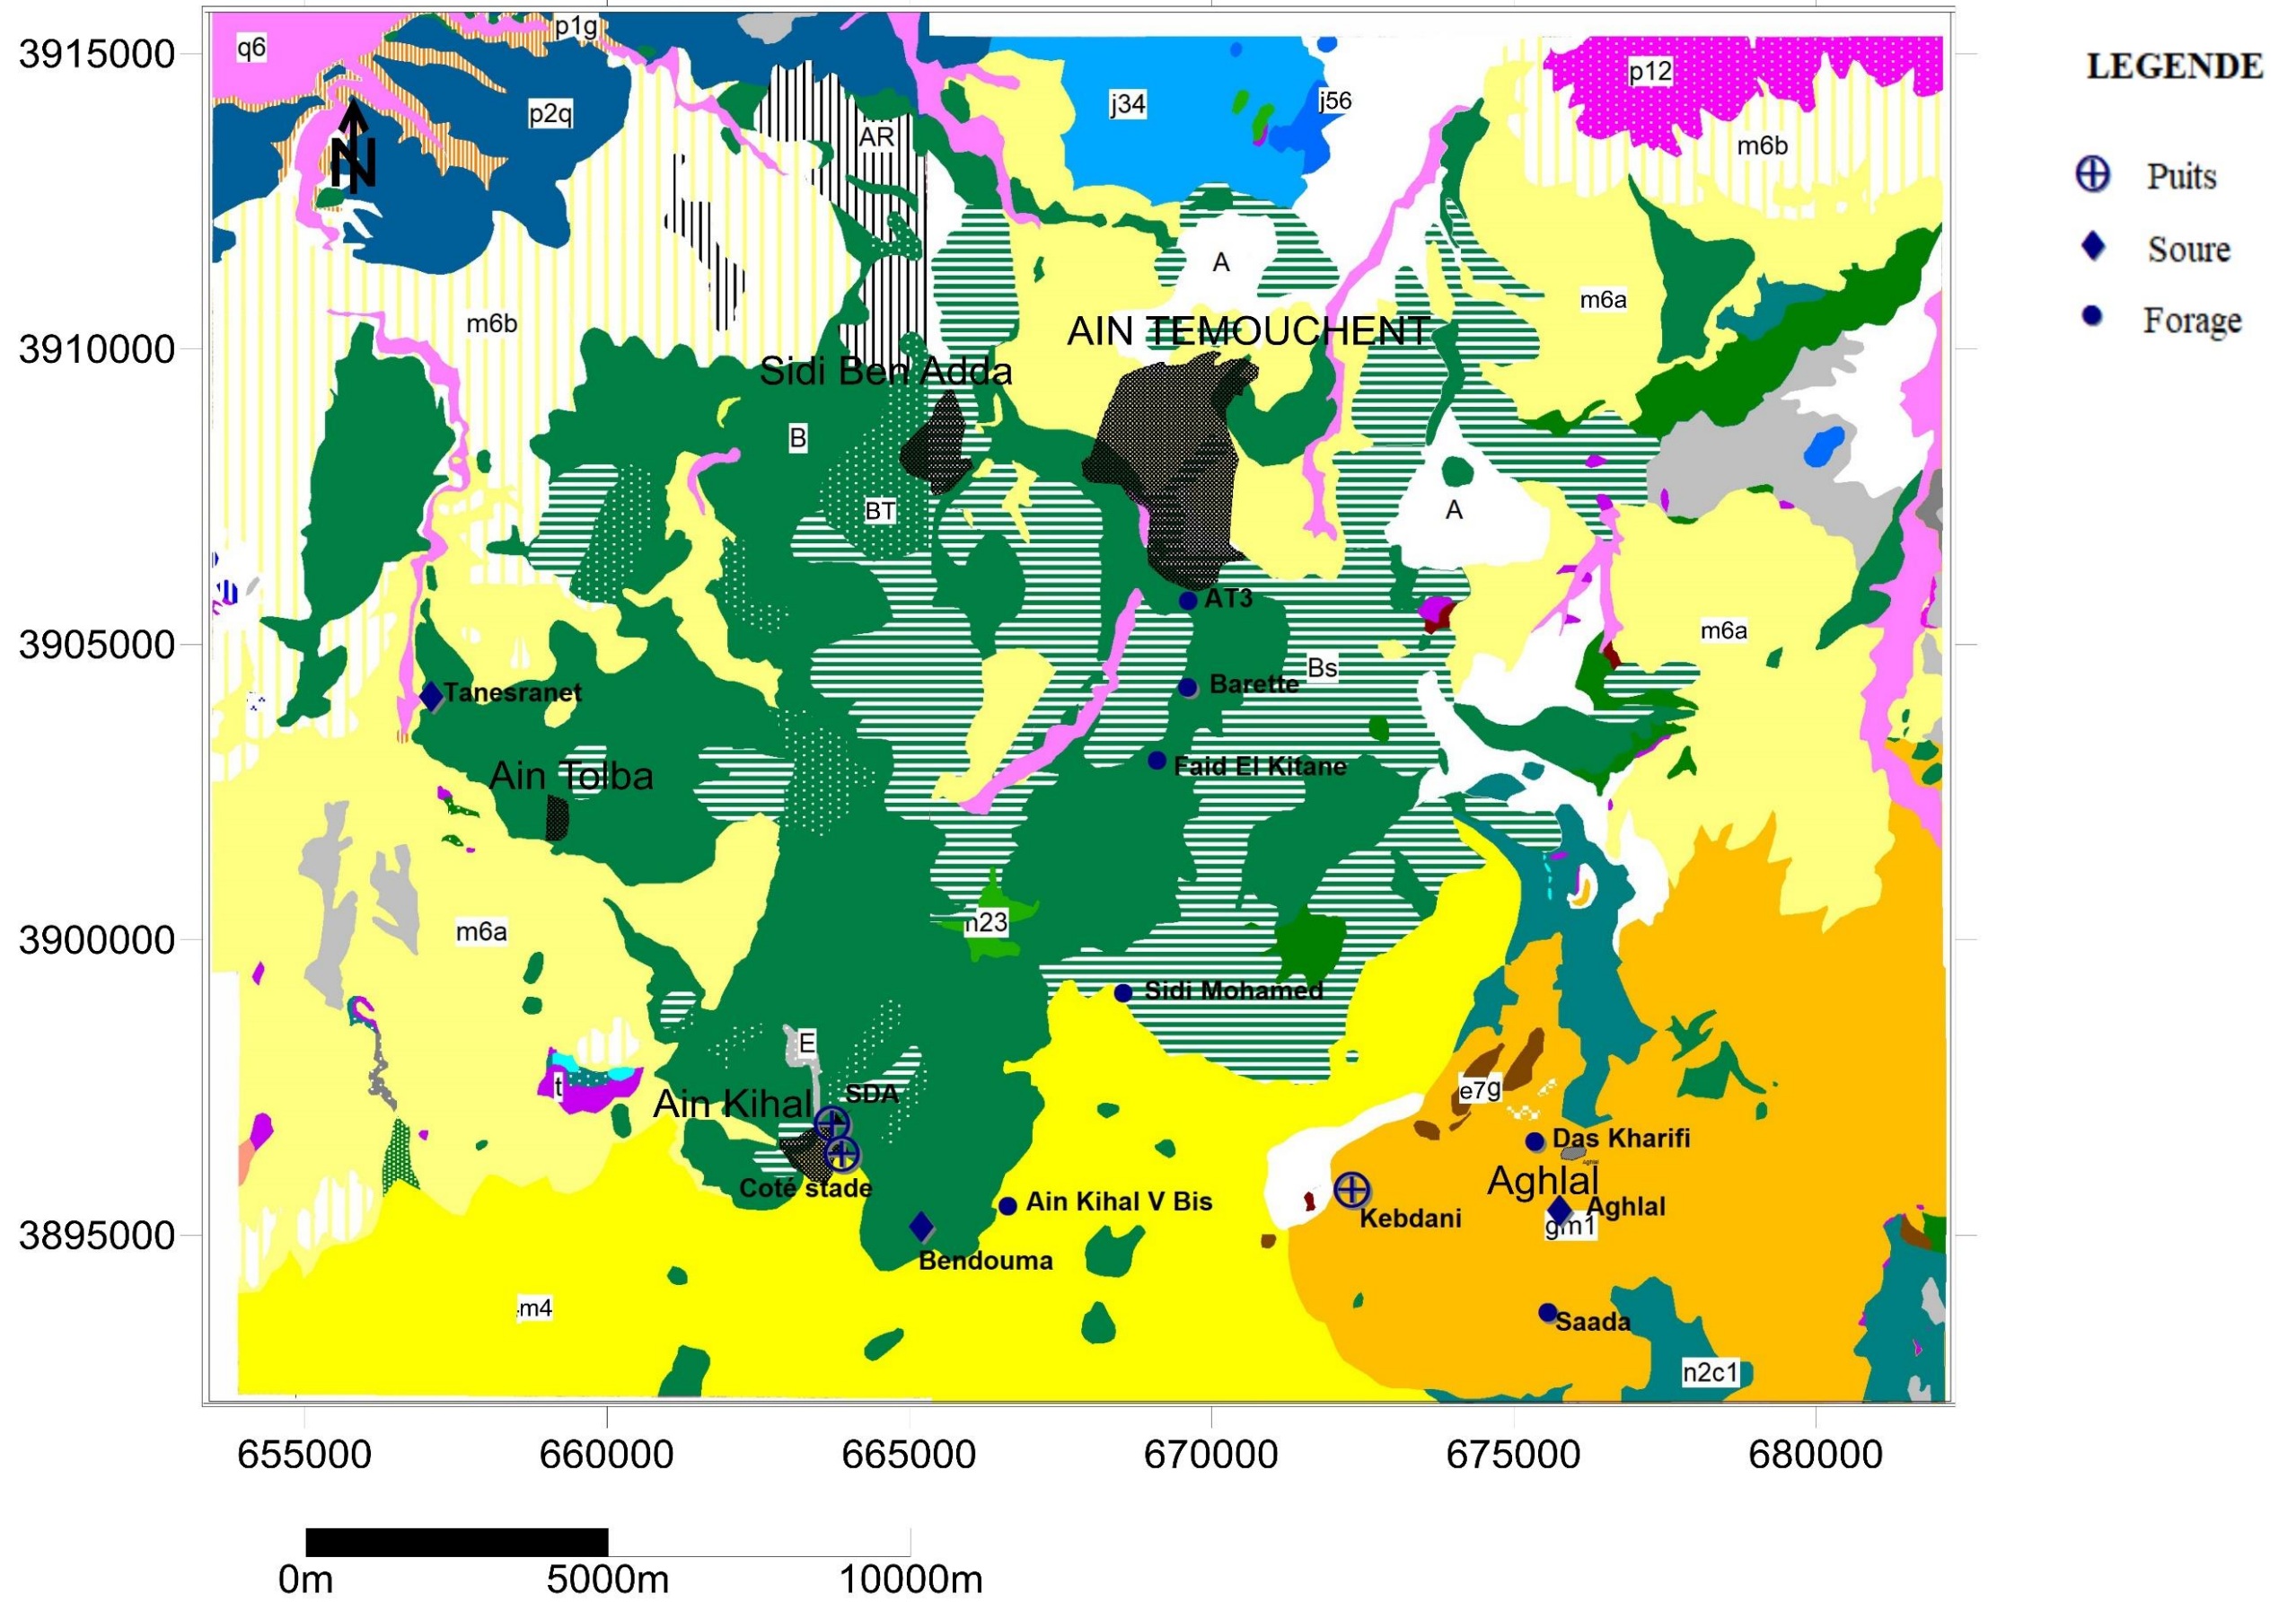 p1g
q6
3915000
LEGENDE
p12
j34
j56
p2q
AR
m6b
Puits
N
Soure
A
m6a
Forage
m6b
AIN TEMOUCHENT
3910000
Sidi Ben Adda
B
BT
A
AT3
m6a
3905000
Bs
Barette
Tanesranet
Faid El Kitane
Ain Tolba
n23
m6a
3900000
Sidi Mohamed
E
t
e7g
SDA
Ain Kihal
Das Kharifi
Aghlal
Aghlal
Coté stade
Ain Kihal V Bis
Aghlal
Kebdani
gm1
3895000
Bendouma
m4
Saada
n2c1
655000 660000 665000 670000 675000 680000
0m 5000m 10000m